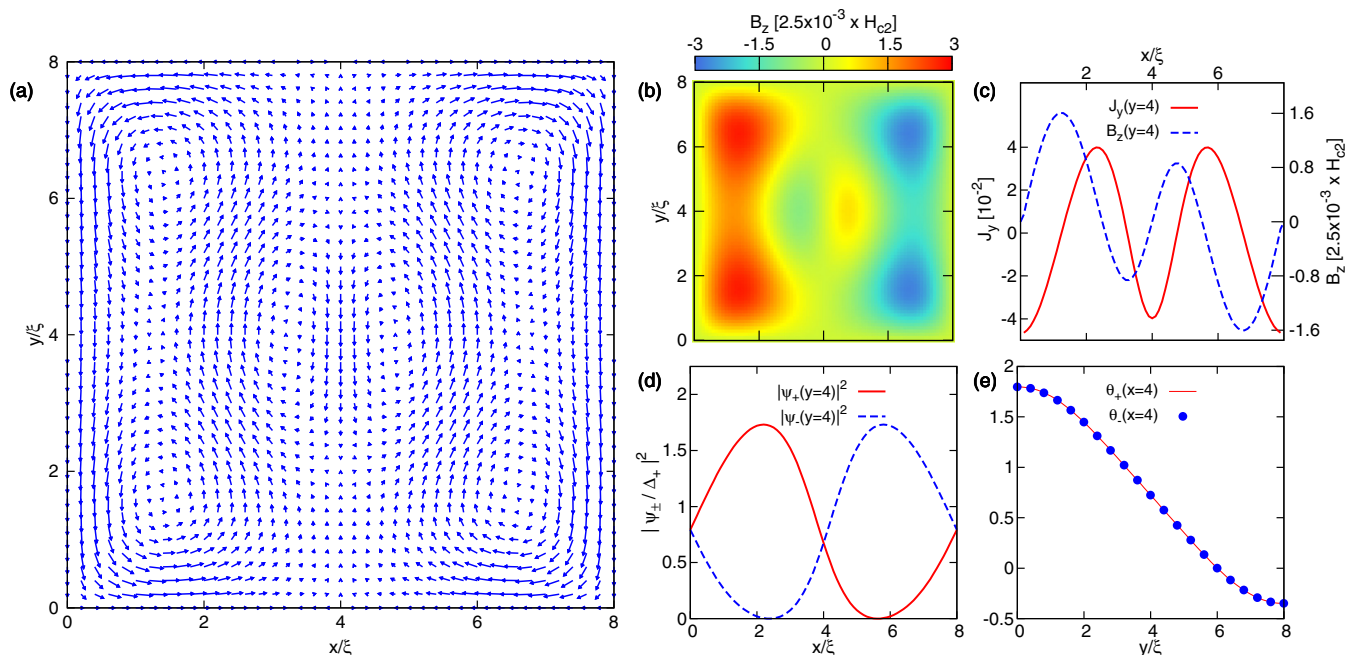 (a)
8
6
4
2
0
0 2 4 6 8
y/ξ
x/ξ
B_z [2.5x10^-3 x H_c2]
-3 -1.5 0 1.5 3
(b)
8
6
4
2
0
y/ξ
(c)
x/ξ
2 4 6
J_y(y=4)
B_z(y=4)
4
2
0
-2
-4
J_y [10^-2]
1.6
0.8
0
-0.8
-1.6
B_z [2.5x10^-3 x H_c2]
(d)
|ψ_+(y=4)|^2
|ψ_-(y=4)|^2
2
1.5
1
0.5
0
| ψ_± / Δ_+ |^2
0 2 4 6 8
x/ξ
(e)
θ_+(x=4)
θ_-(x=4)
2
1.5
1
0.5
0
-0.5
0 2 4 6 8
y/ξ